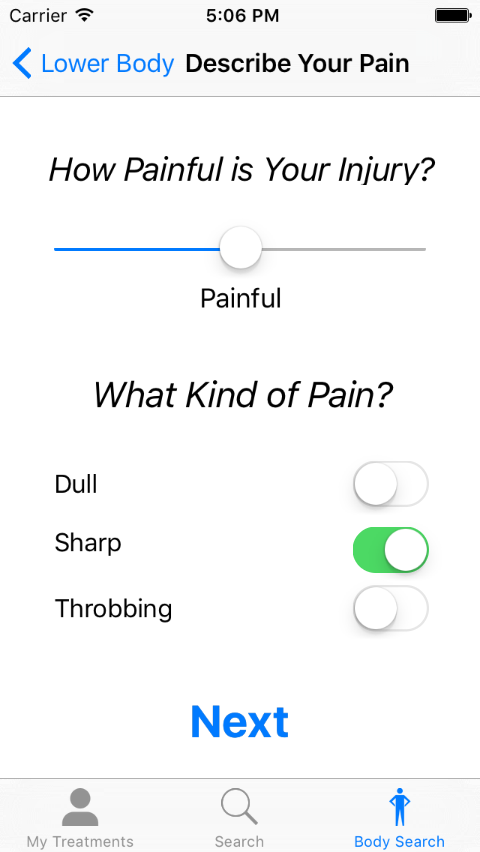 Carrier 5:06 PM
Lower Body Describe Your Pain
How Painful is Your Injury?
Painful
What Kind of Pain?
Dull
Sharp
Throbbing
Next
My Treatments Search Body Search